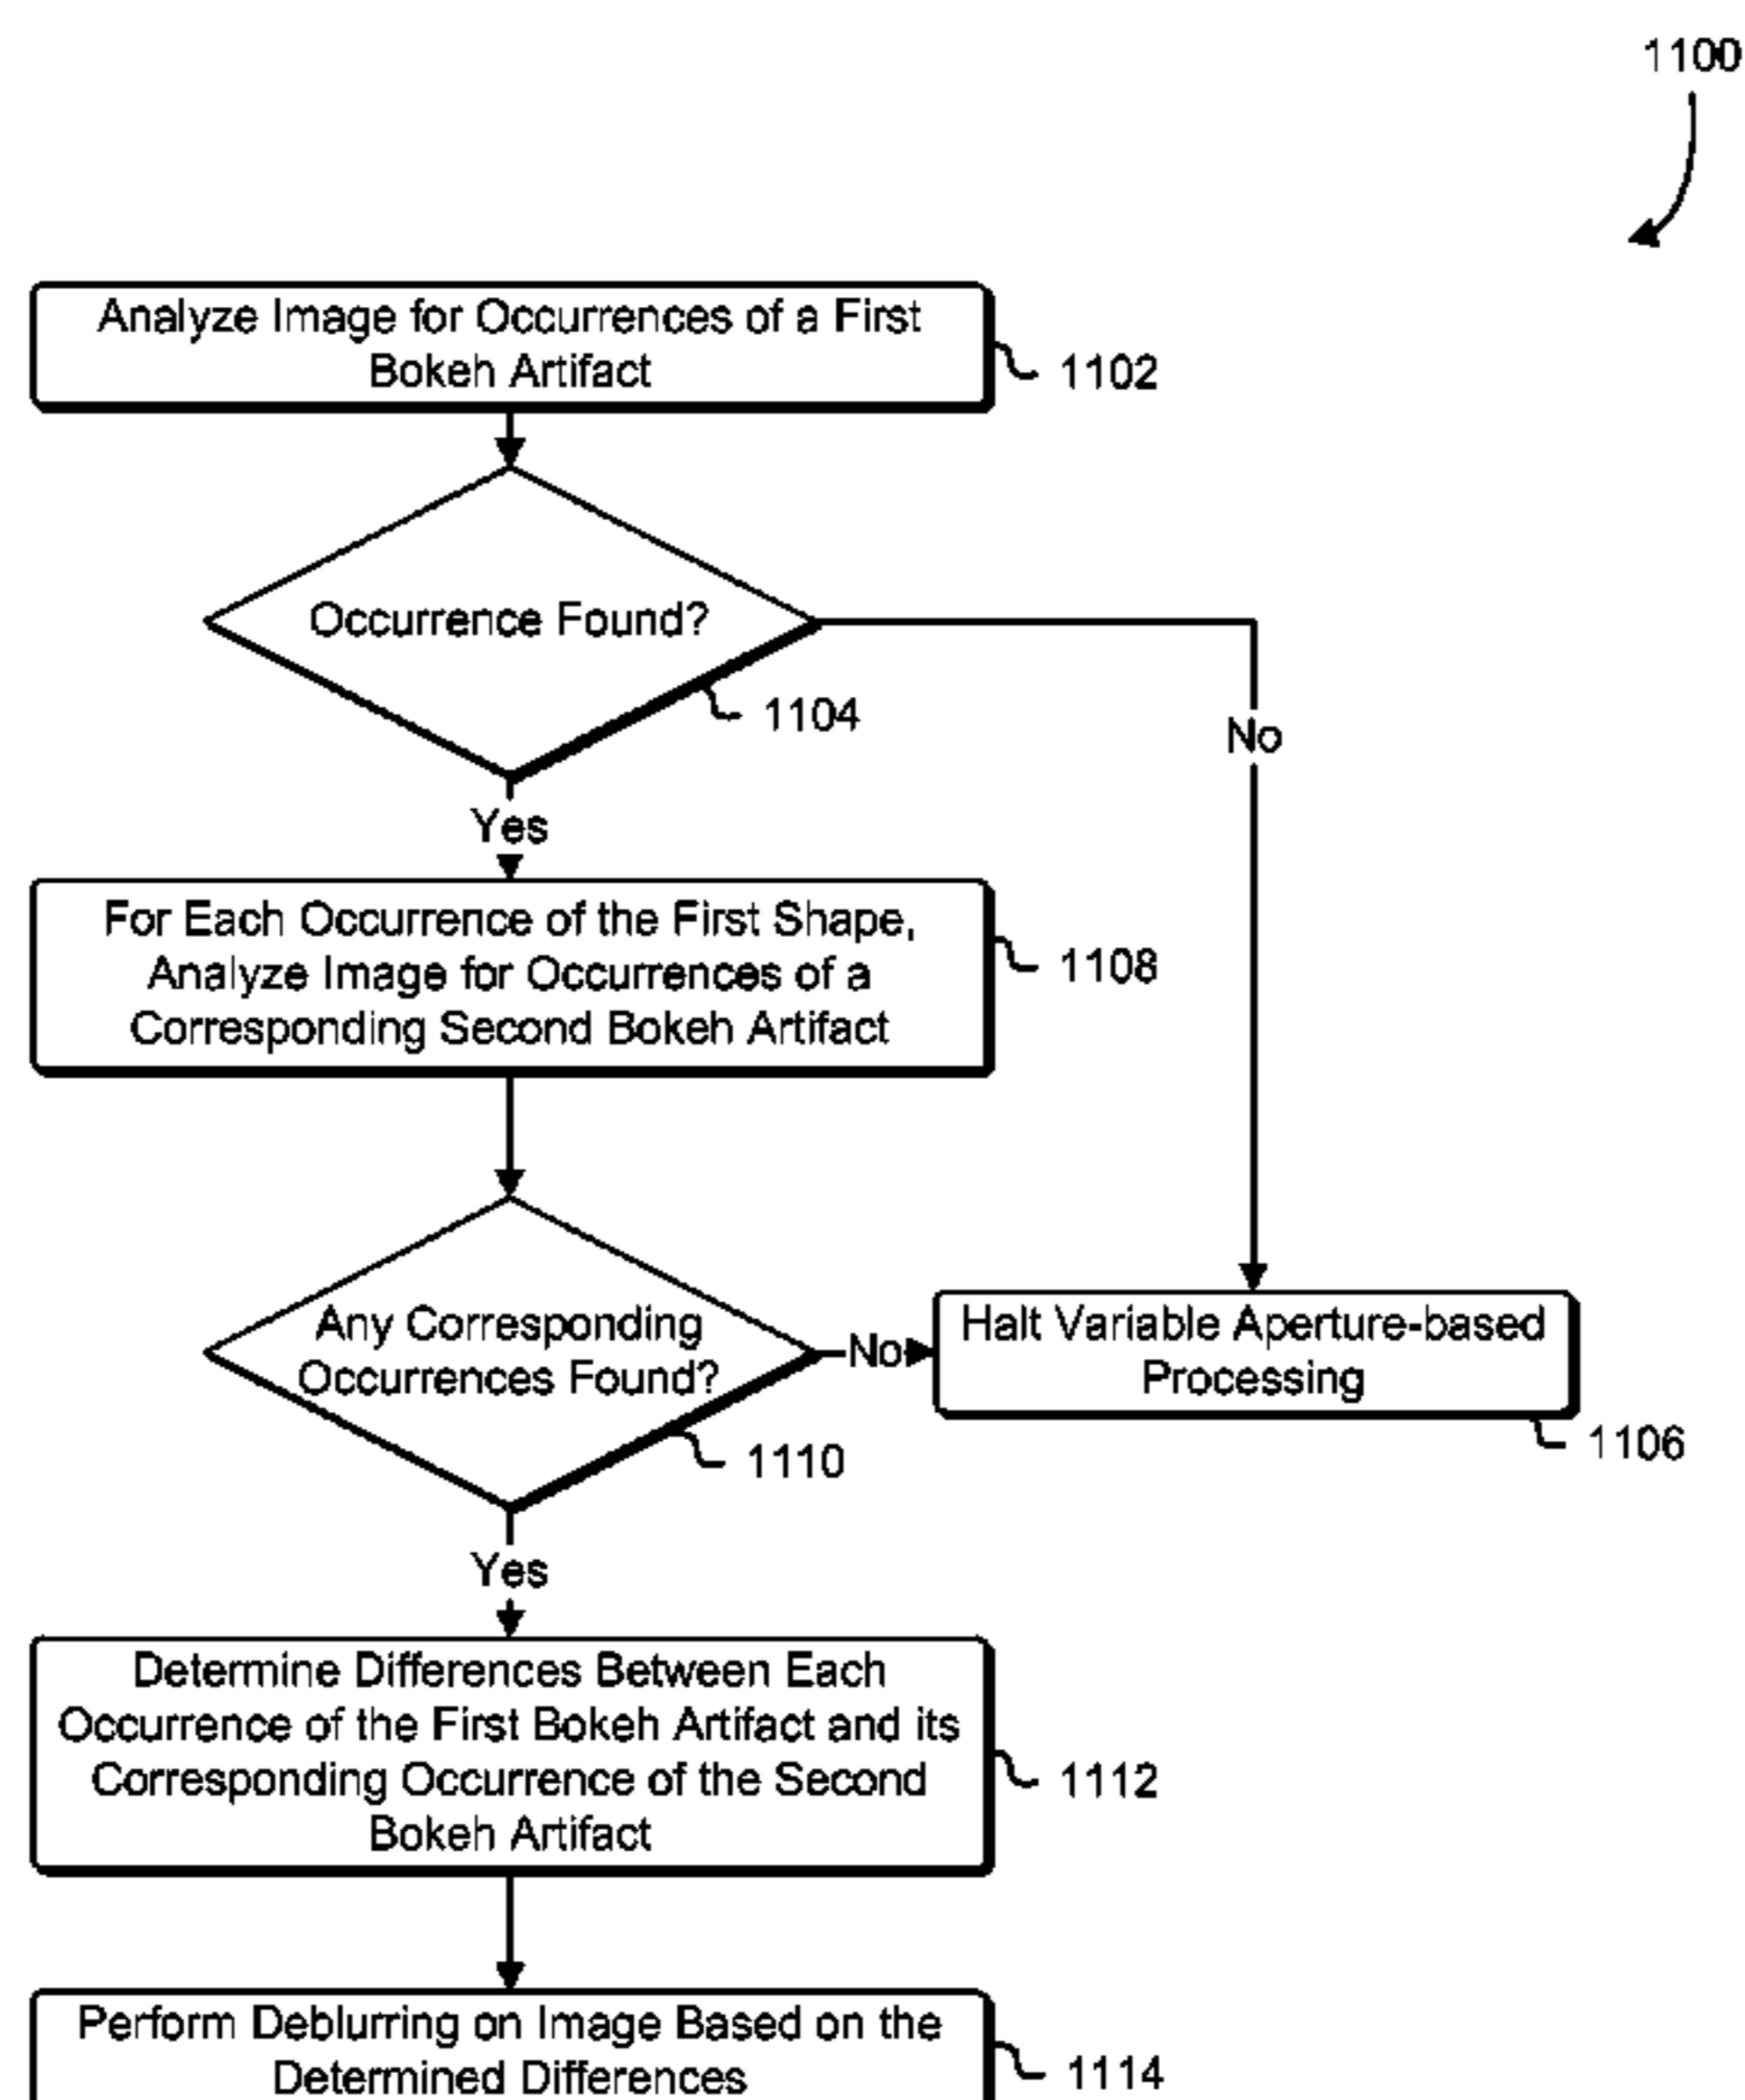 1100
Analyze Image for Occurrences of a First
Bokeh Artifact
1102
Occurrence Found?
1104
No
Yes
For Each Occurrence of the First Shape,
Analyze Image for Occurrences of a
Corresponding Second Bokeh Artifact
1108
Any Corresponding
Occurrences Found?
1110
No
Halt Variable Aperture-based
Processing
1106
Yes
Determine Differences Between Each
Occurrence of the First Bokeh Artifact and its
Corresponding Occurrence of the Second
Bokeh Artifact
1112
Perform Deblurring on Image Based on the
Determined Differences
1114